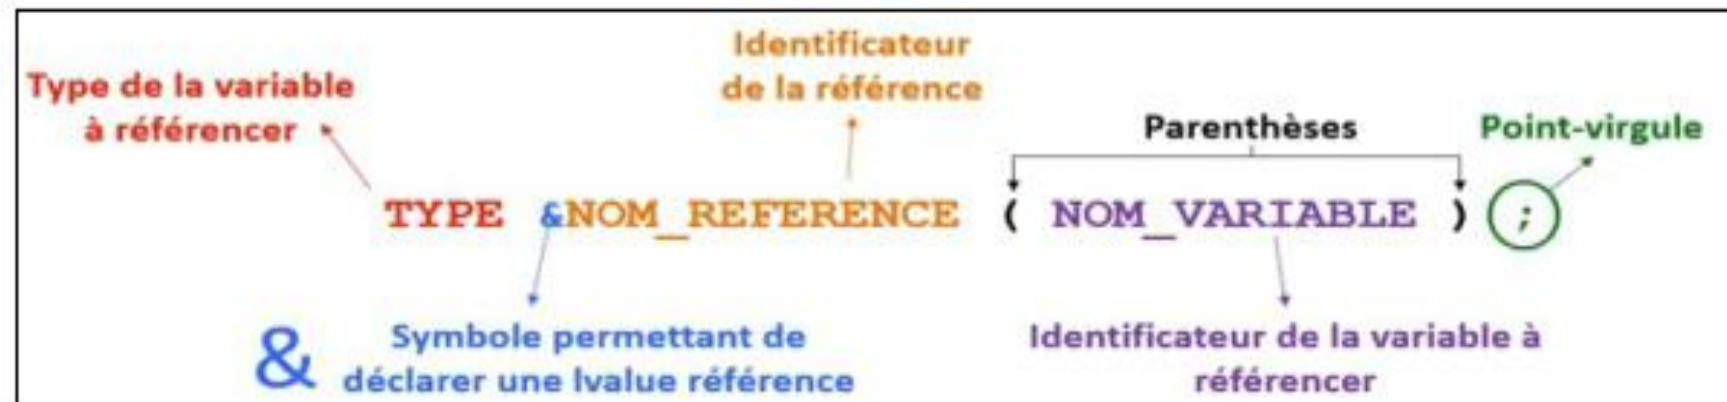 Identificateur
de la référence
Type de la variable
à référencer
Parenthèses
Point-virgule
TYPE &NOM_REFERENCE ( NOM_VARIABLE ) ;
& Symbole permettant de
déclarer une lvalue référence
Identificateur de la variable à
référencer